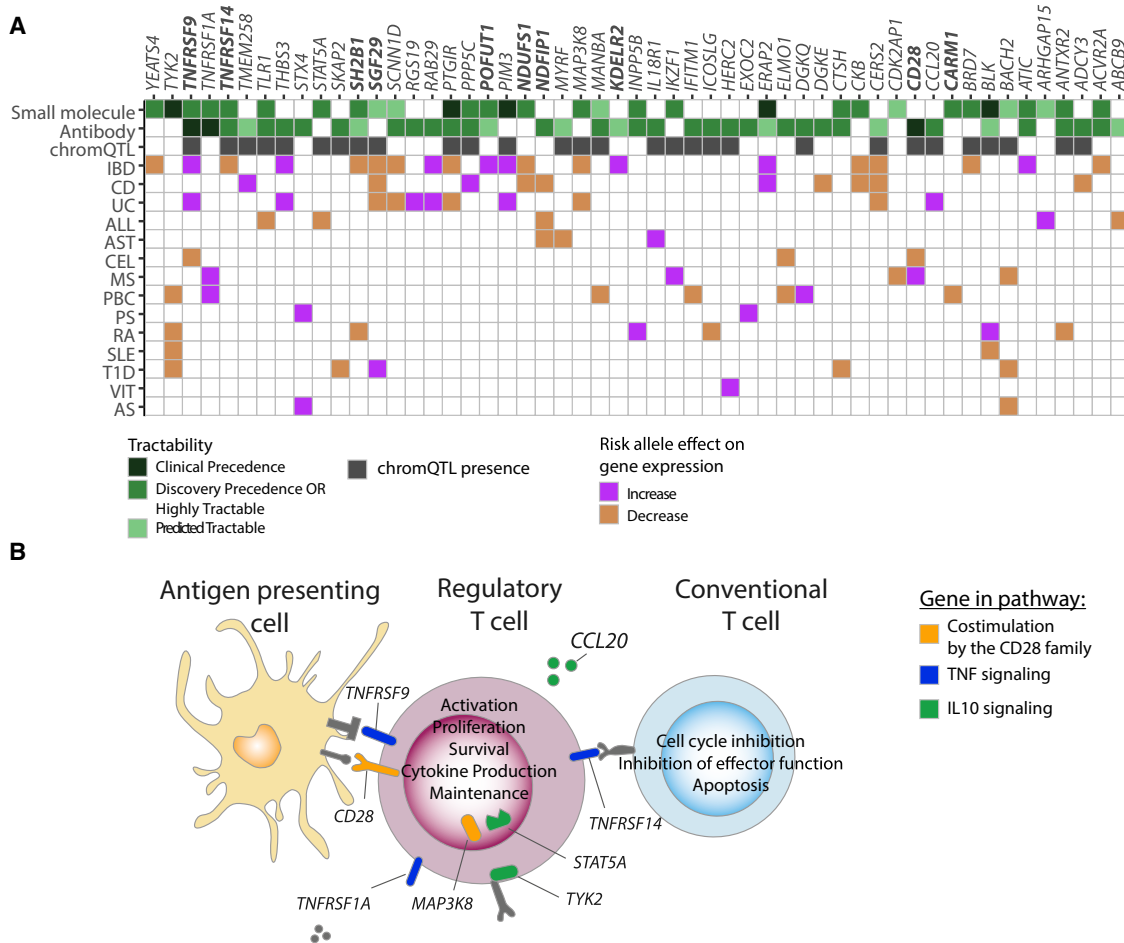 A
YEATS4
TYK2
TNFRSF9
TNFRSF1A
TNFRSF14
TMEM258
TLR1
THBS3
STX4
STAT5A
SKAP2
SH2B1
SGF29
SCNN1D
RGS19
RAB29
PTGIR
PPP5C
POFUT1
PIM3
NDUFS1
NDFIP1
MYRF
MAP3K8
MANBA
KDELR2
INPP5B
IL18R1
IKZF1
IFITM1
ICOSLG
HERC2
EXOC2
ERAP2
ELMO1
DGKQ
DGKE
CTSH
CKB
CERS2
CDK2AP1
CD28
CCL20
CARM1
BRD7
BLK
BACH2
ATIC
ARHGAP15
ANTXR2
ADCY3
ACVR2A
ABCB9
Small molecule
Antibody
chromQTL
IBD
CD
UC
ALL
AST
CEL
MS
PBC
PS
RA
SLE
T1D
VIT
AS
Tractability
Clinical Precedence
Discovery Precedence OR
Highly Tractable
Predicted Tractable
chromQTL presence
Risk allele effect on
gene expression
Increase
Decrease
B
Antigen presenting
cell
Regulatory
T cell
Conventional
T cell
CCL20
TNFRSF9
Activation
Proliferation
Survival
Cytokine Production
Maintenance
Cell cycle inhibition
Inhibition of effector function
Apoptosis
CD28
TNFRSF14
STAT5A
TYK2
MAP3K8
TNFRSF1A
Gene in pathway:
Costimulation
by the CD28 family
TNF signaling
IL10 signaling